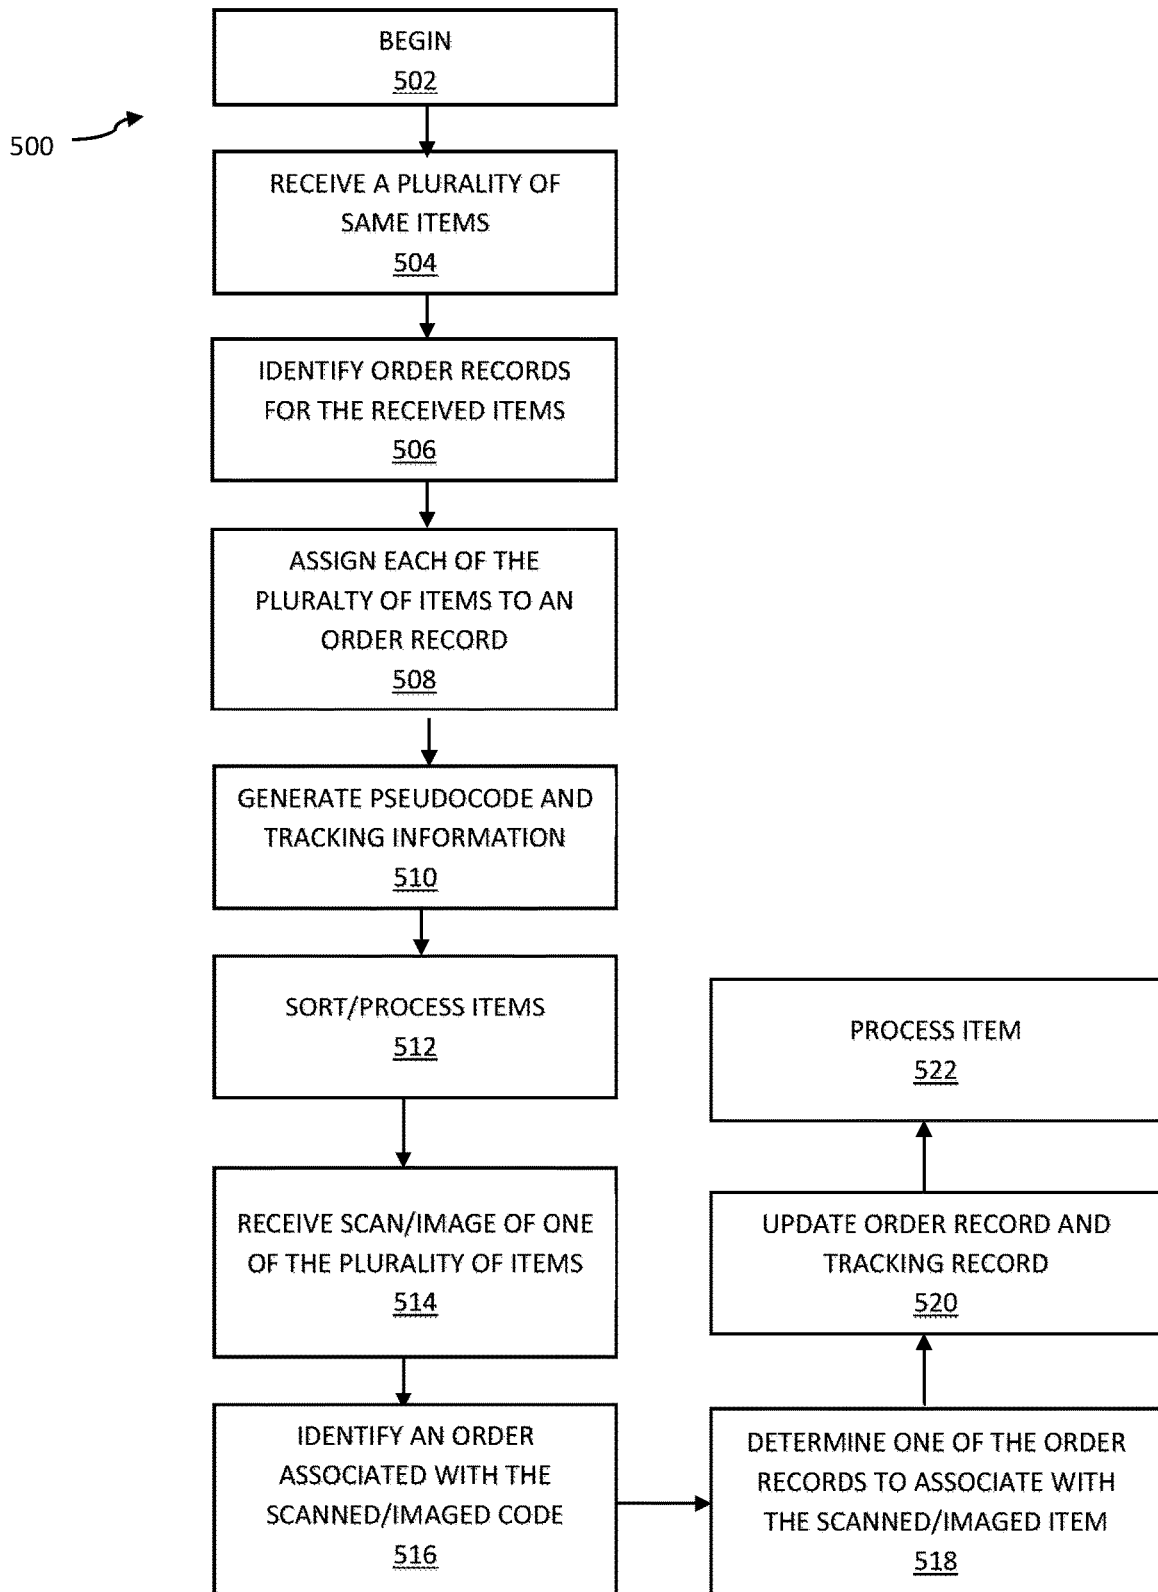 BEGIN
502
500
RECEIVE A PLURALITY OF
SAME ITEMS
504
IDENTIFY ORDER RECORDS
FOR THE RECEIVED ITEMS
506
ASSIGN EACH OF THE
PLURALTY OF ITEMS TO AN
ORDER RECORD
508
GENERATE PSEUDOCODE AND
TRACKING INFORMATION
510
SORT/PROCESS ITEMS
512
RECEIVE SCAN/IMAGE OF ONE
OF THE PLURALITY OF ITEMS
514
IDENTIFY AN ORDER
ASSOCIATED WITH THE
SCANNED/IMAGED CODE
516
DETERMINE ONE OF THE ORDER
RECORDS TO ASSOCIATE WITH
THE SCANNED/IMAGED ITEM
518
UPDATE ORDER RECORD AND
TRACKING RECORD
520
PROCESS ITEM
522